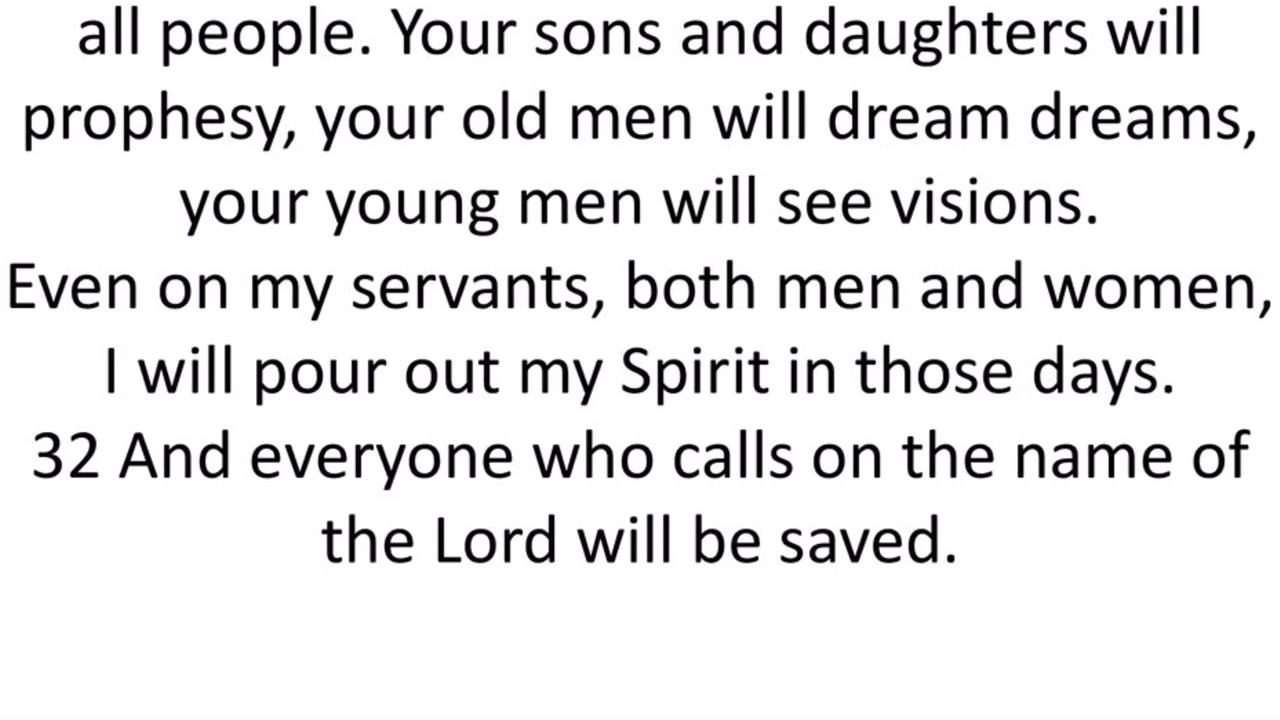 all people. Your sons and daughters will
prophesy, your old men will dream dreams,
your young men will see visions.
Even on my servants, both men and women,
I will pour out my Spirit in those days.
32 And everyone who calls on the name of
the Lord will be saved.